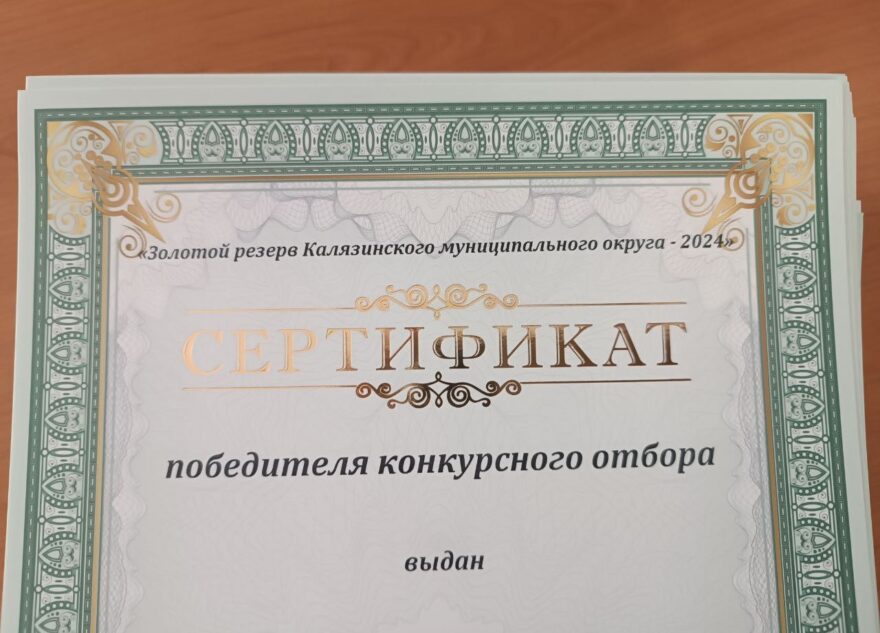 «Золотой резерв Калязинского муниципального округа - 2024»
СЕРТИФИКАТ
победителя конкурсного отбора
выдан